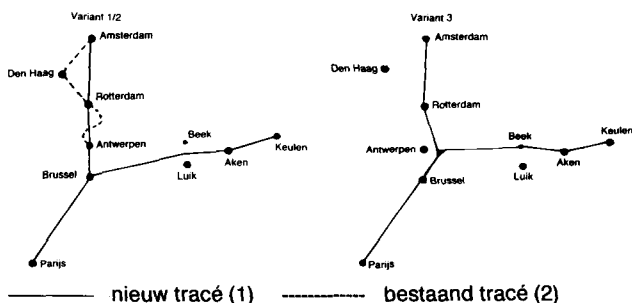 Variant 1/2
Amsterdam
Den Haag
Rotterdam
Antwerpen
Beek
Keulen
Aken
Luik
Brussel
Parijs
Variant 3
Amsterdam
Den Haag
Rotterdam
Antwerpen
Beek
Keulen
Aken
Luik
Brussel
Parijs
nieuw tracé (1)
bestaand tracé (2)